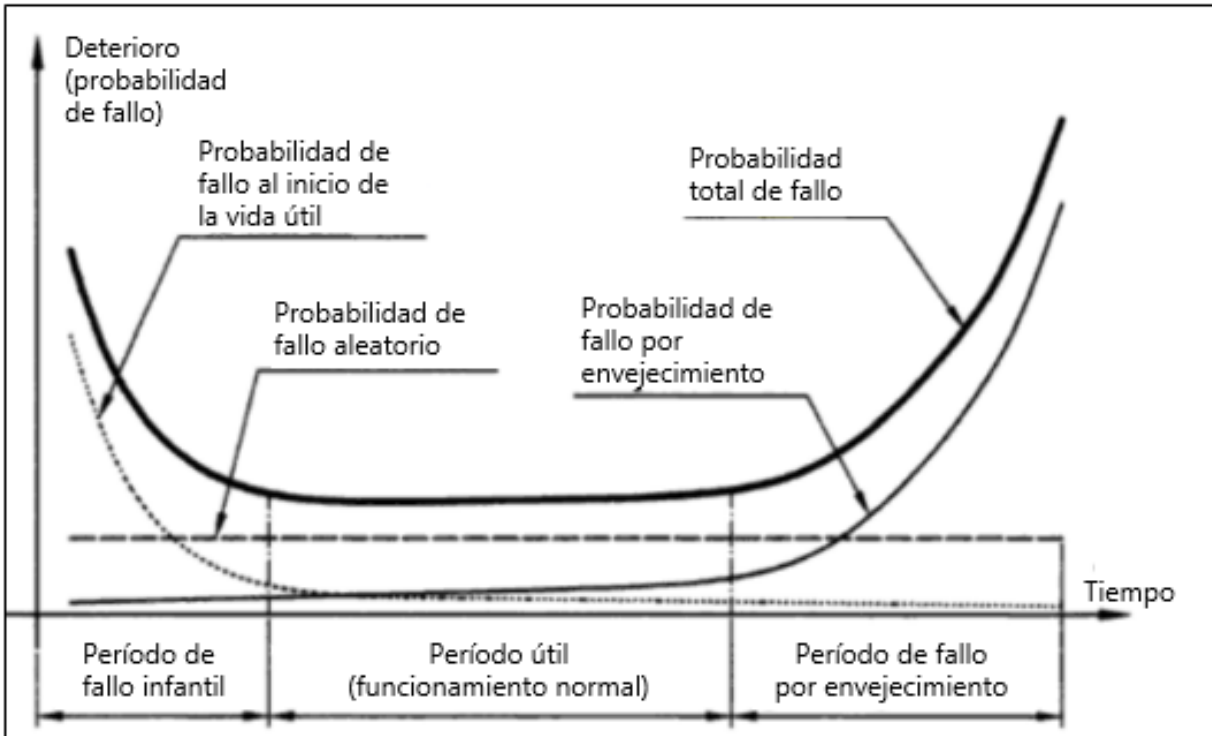 Deterioro
(probabilidad
de fallo)
Probabilidad de
fallo al inicio de
la vida útil
Probabilidad
total de fallo
Probabilidad de
fallo aleatorio
Probabilidad de
fallo por
envejecimiento
Tiempo
Período de
fallo infantil
Período útil
(funcionamiento normal)
Período de fallo
por envejecimiento